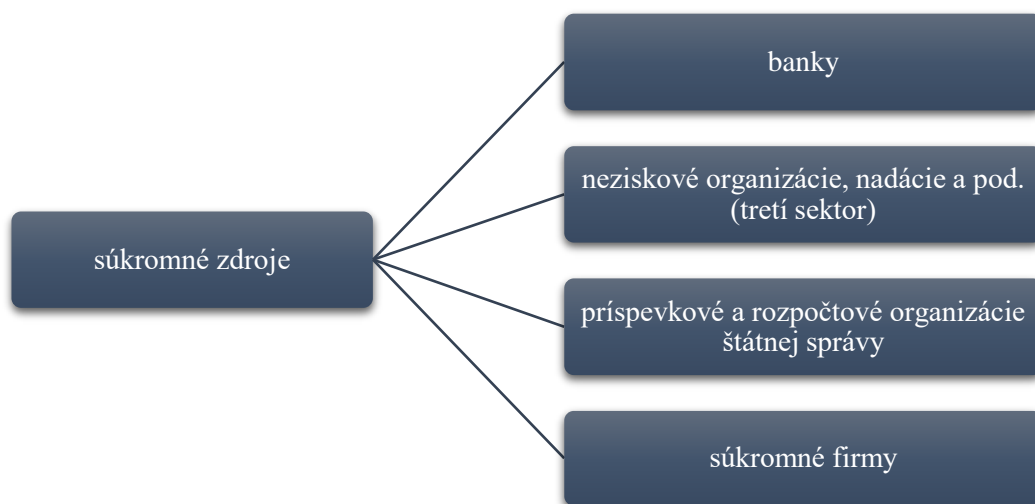 banky
neziskové organizácie, nadácie a pod.
(tretí sektor)
súkromné zdroje
príspevkové a rozpočtové organizácie
štátnej správy
súkromné firmy